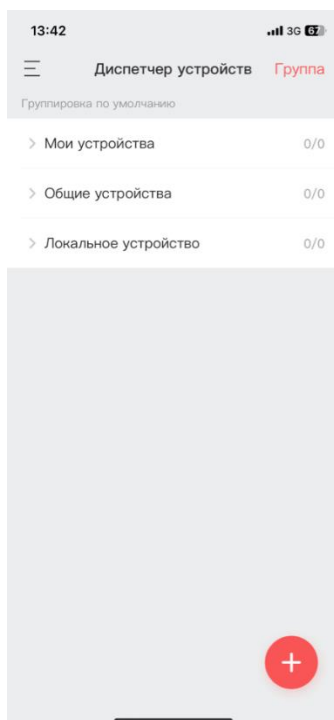 13:42 3G 67
Диспетчер устройств Группа
Группировка по умолчанию
Мои устройства 0/0
Общие устройства 0/0
Локальное устройство 0/0